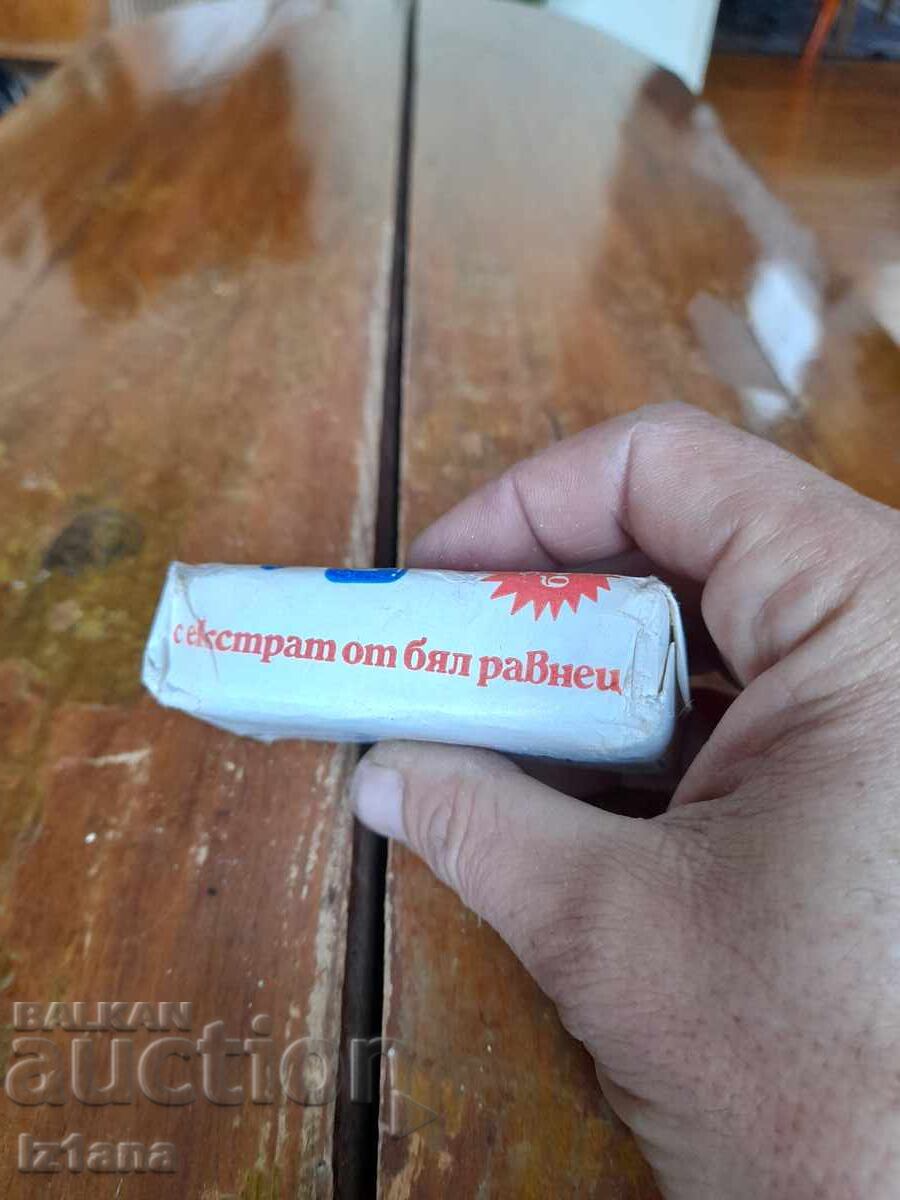 с екстрат от бял равнец
BALKAN
auction
Iz1ana